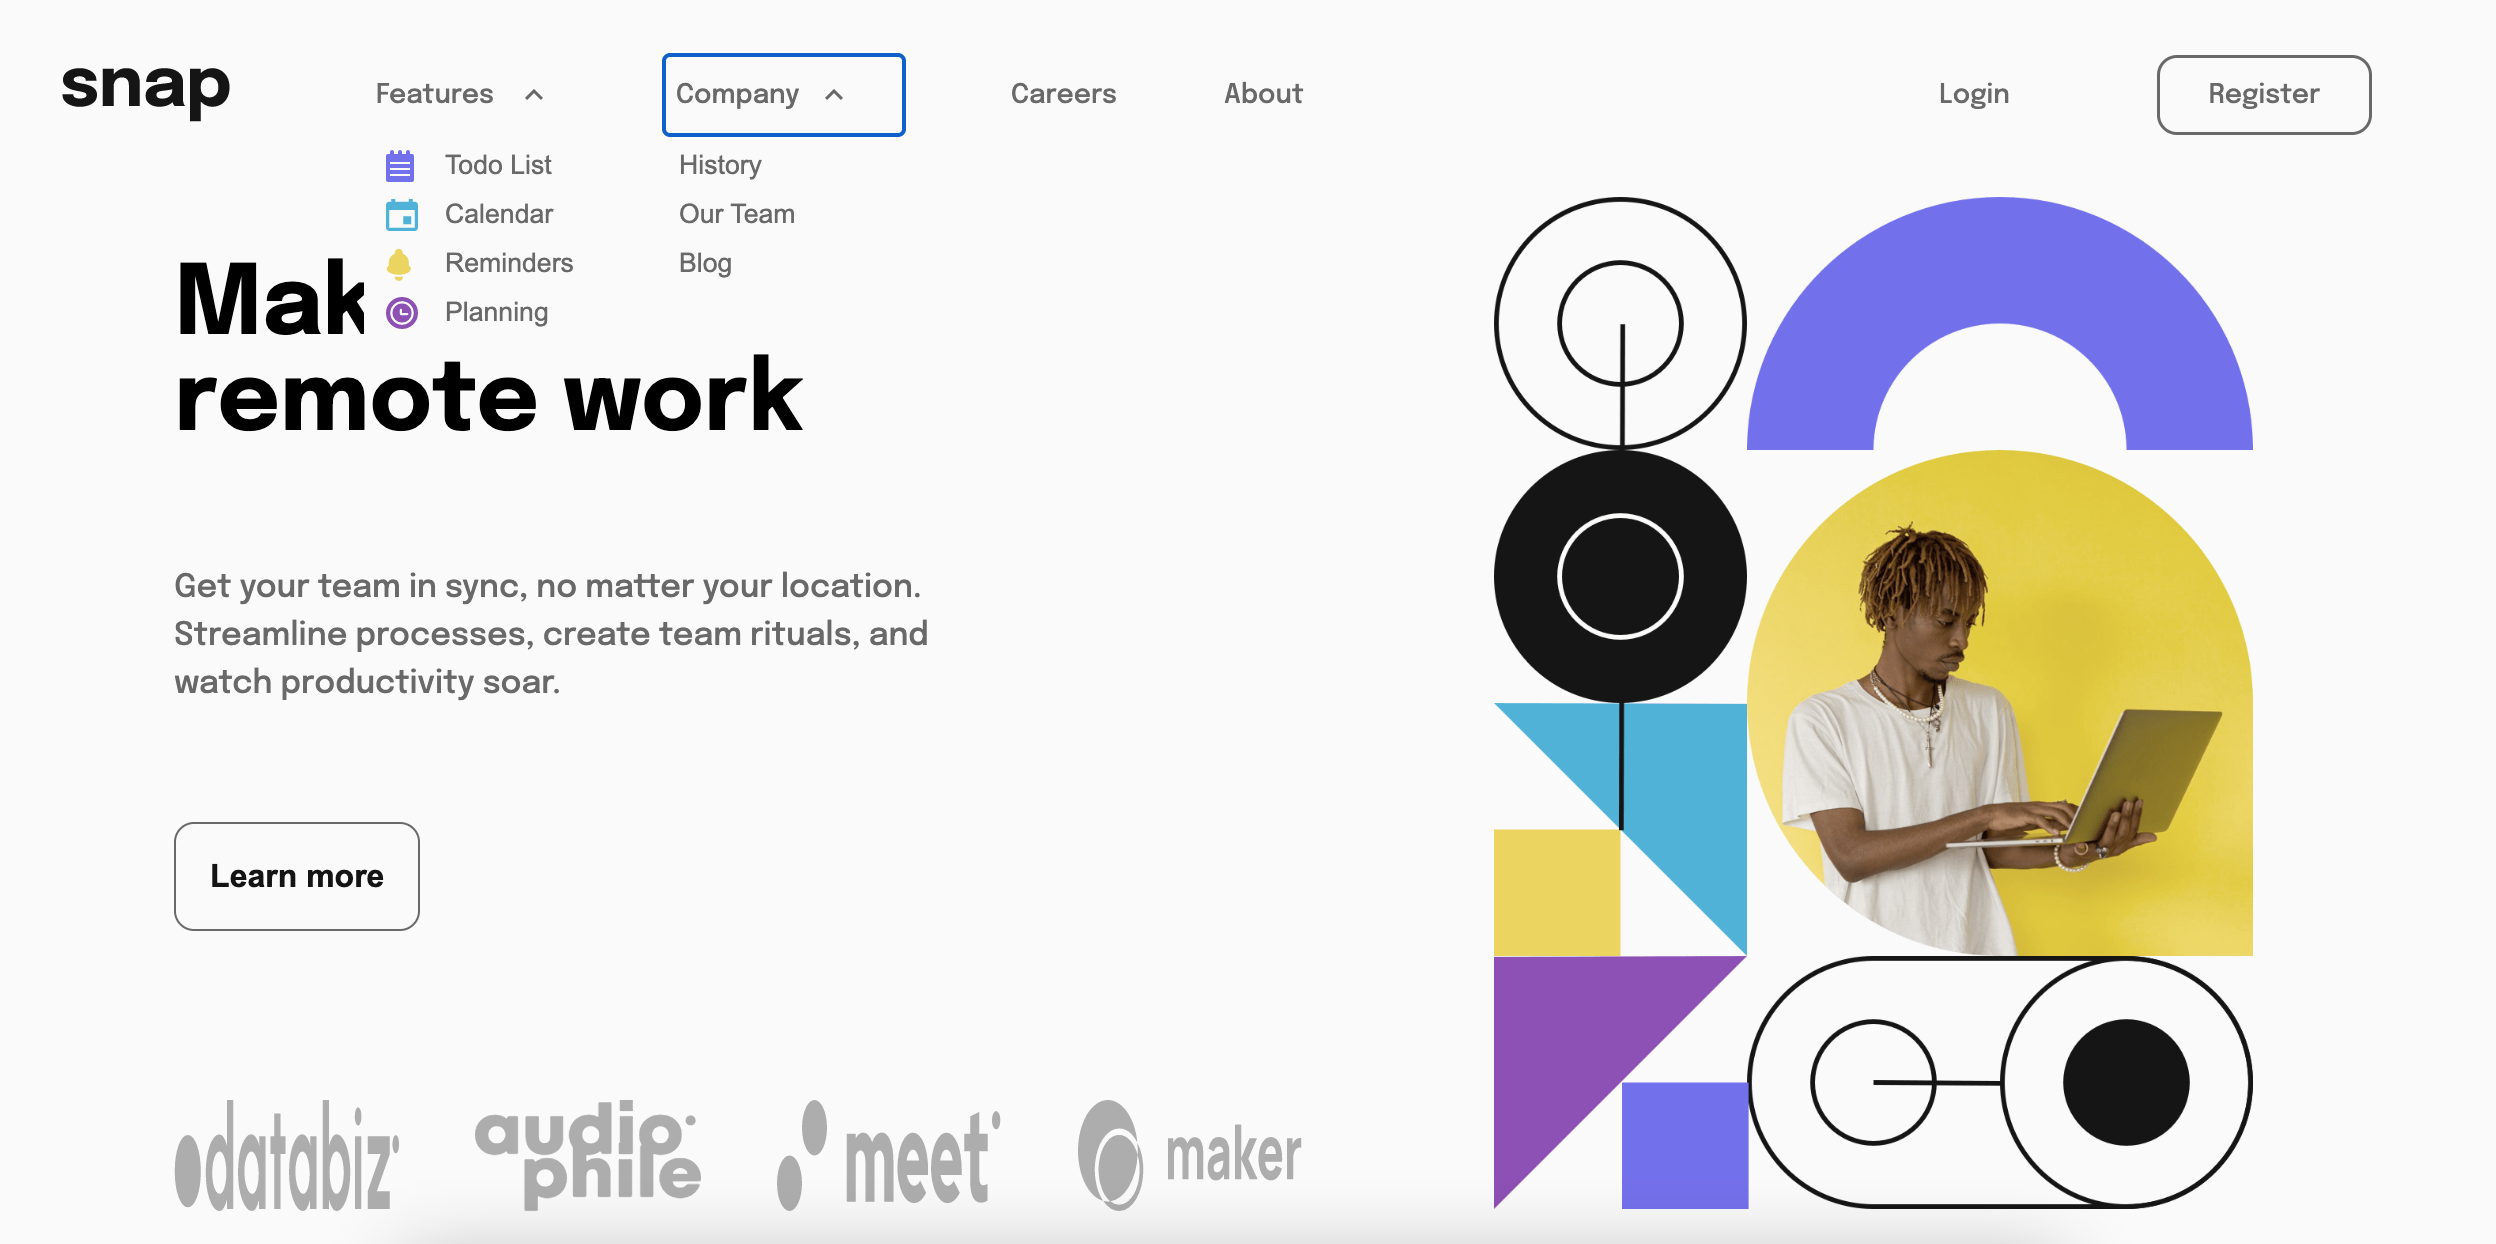 snap
Features
Company
Careers
About
Login
Register
Todo List
Calendar
Reminders
Planning
History
Our Team
Blog
Mak
remote work
Get your team in sync, no matter your location.
Streamline processes, create team rituals, and
watch productivity soar.
Learn more
databiz
audio
phile
meet
maker